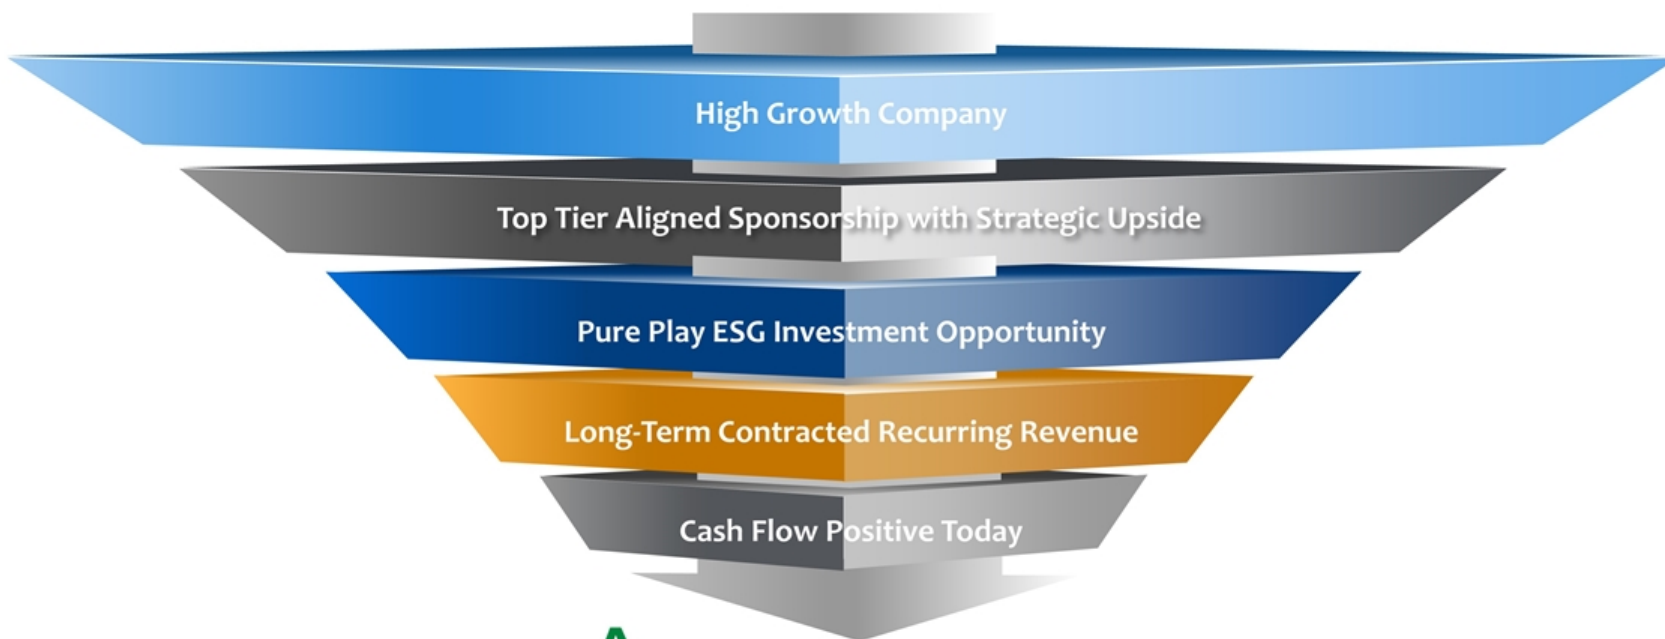 High Growth Company
Top Tier Aligned Sponsorship with Strategic Upside
Pure Play ESG Investment Opportunity
Long-Term Contracted Recurring Revenue
Cash Flow Positive Today